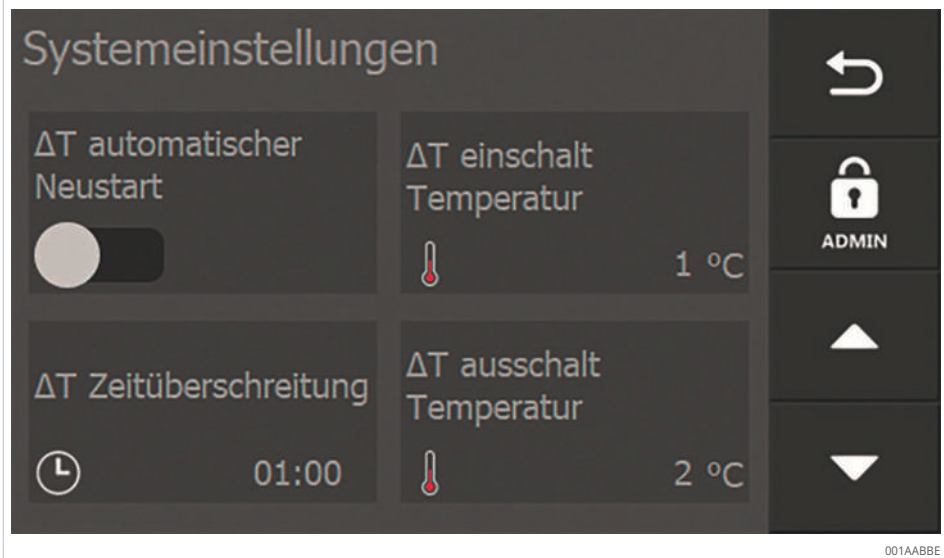 Systemeinstellungen
ΔT automatischer
Neustart
ΔT einschalt
Temperatur
1 °C
ADMIN
ΔT Zeitüberschreitung
01:00
ΔT ausschalt
Temperatur
2 °C
001AABBE